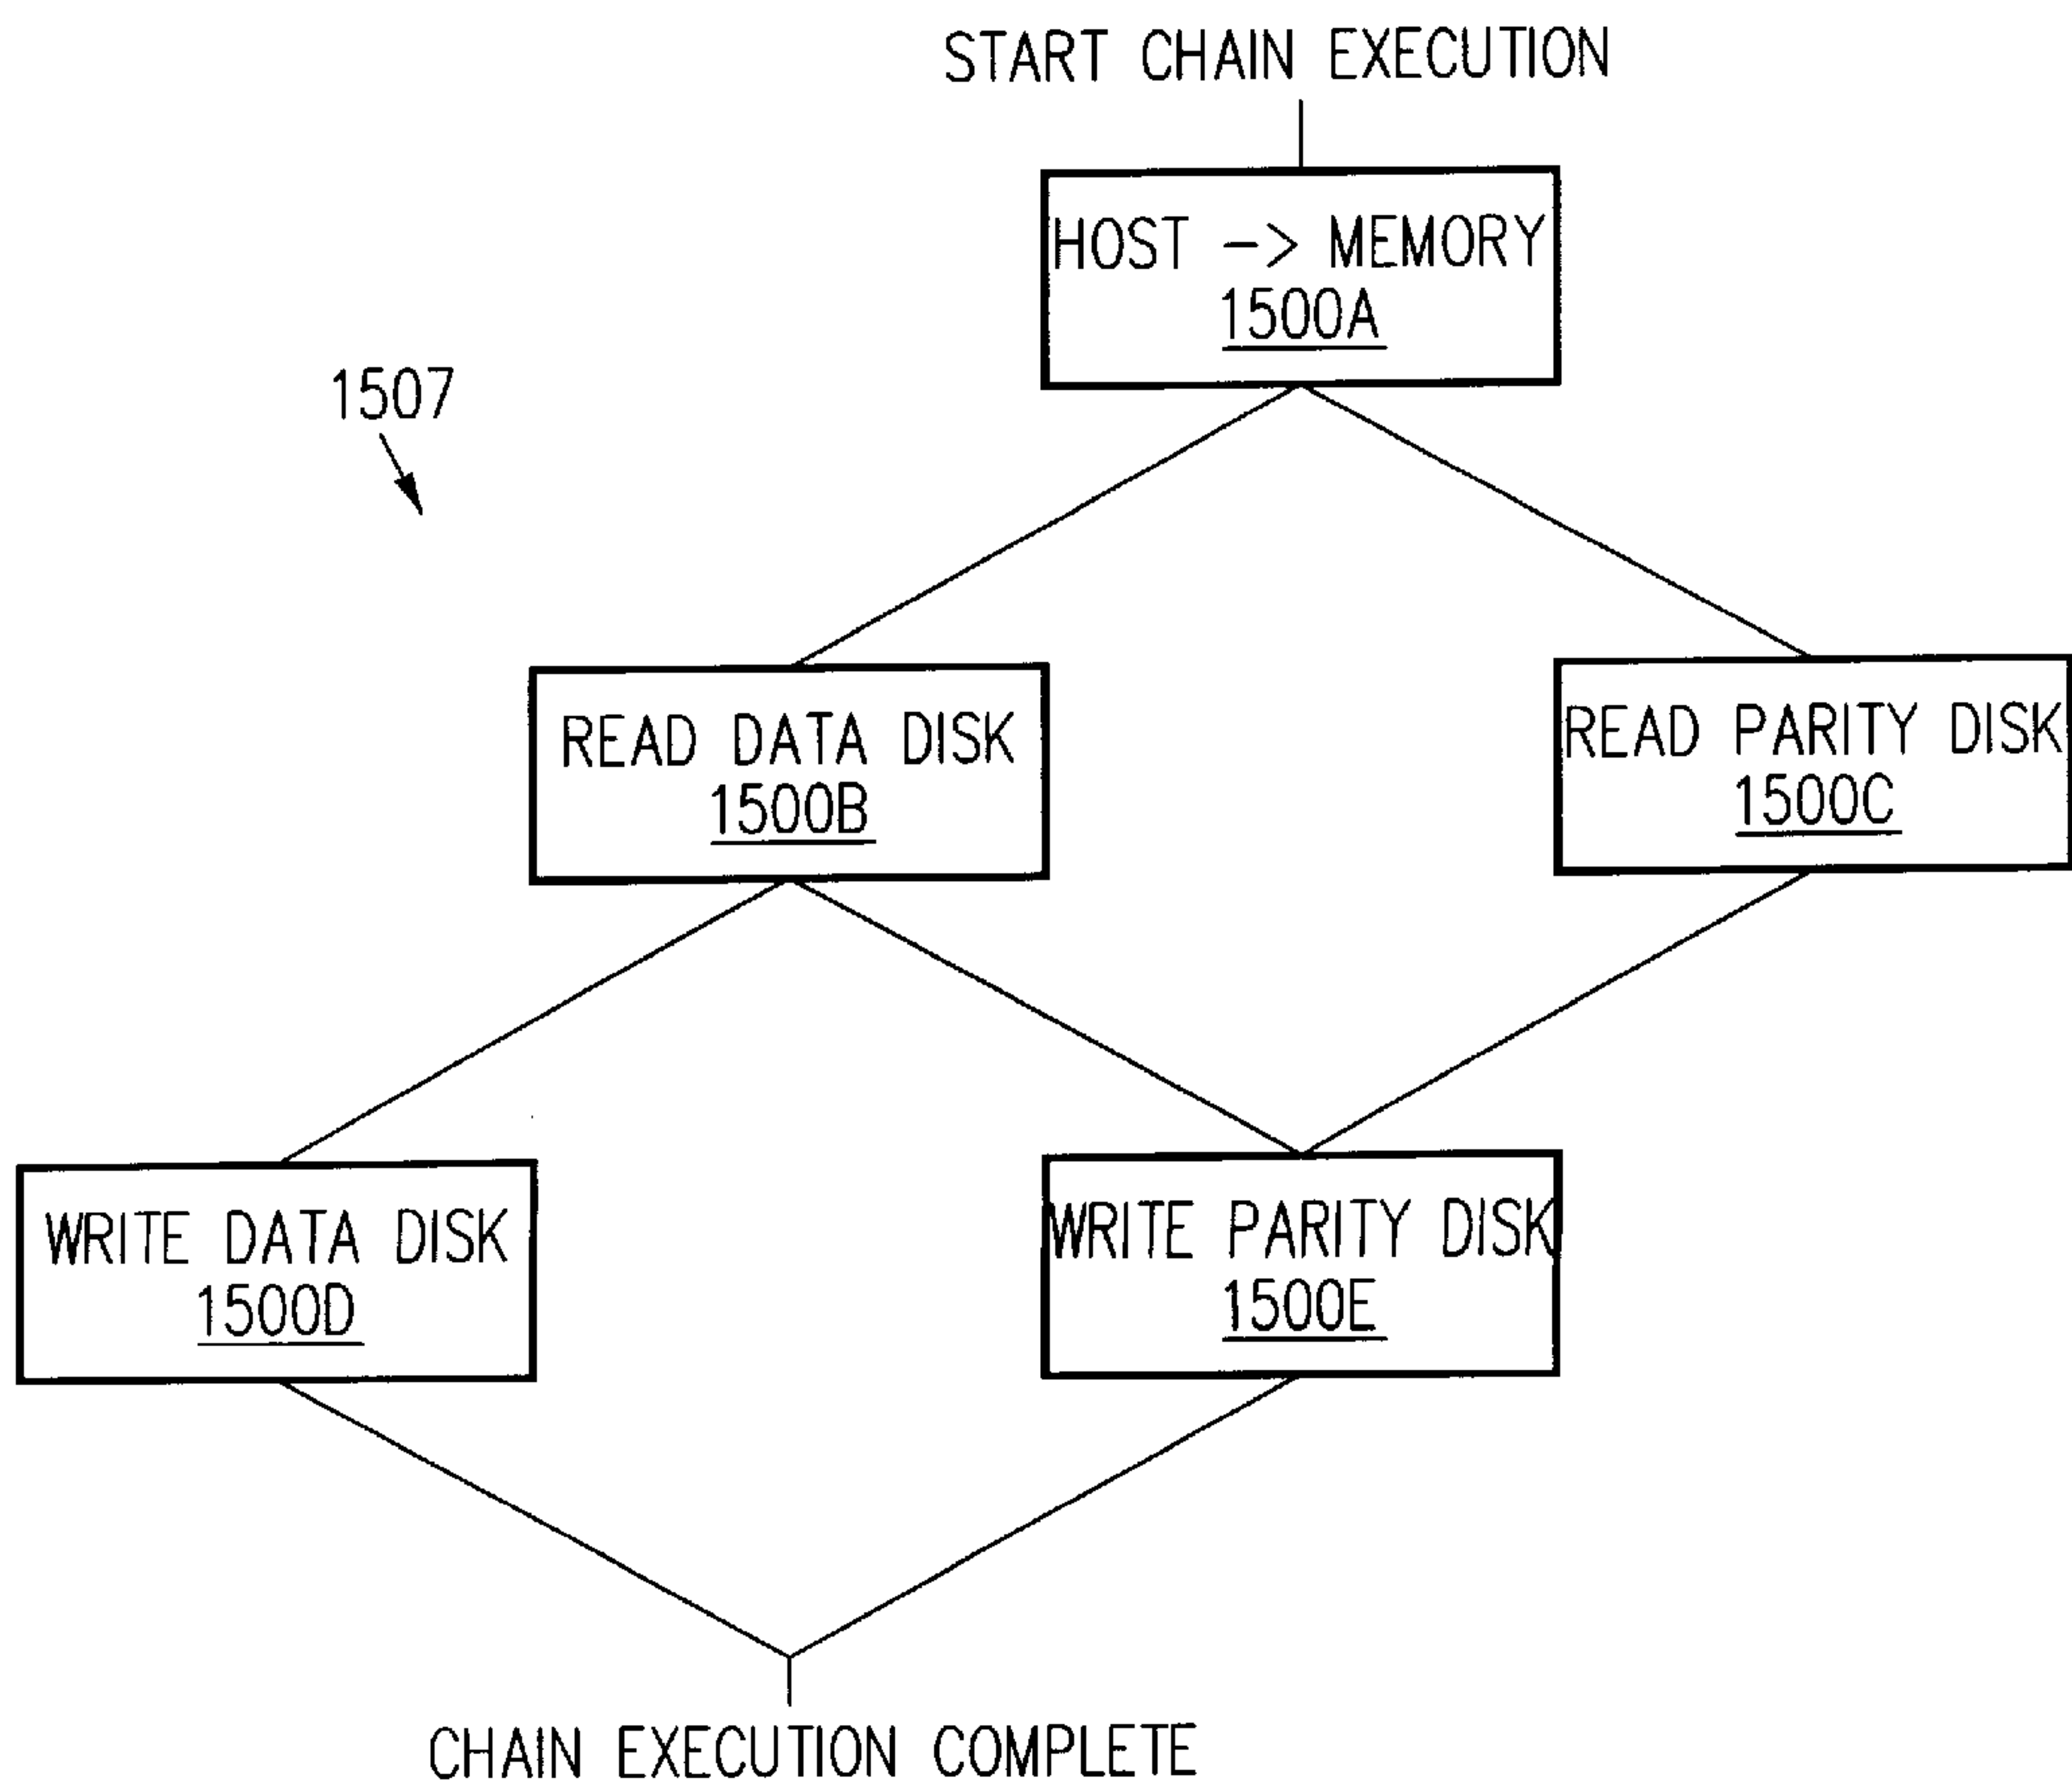 START CHAIN EXECUTION
HOST -> MEMORY
1500A
1507
READ DATA DISK
1500B
READ PARITY DISK
1500C
WRITE DATA DISK
1500D
WRITE PARITY DISK
1500E
CHAIN EXECUTION COMPLETE